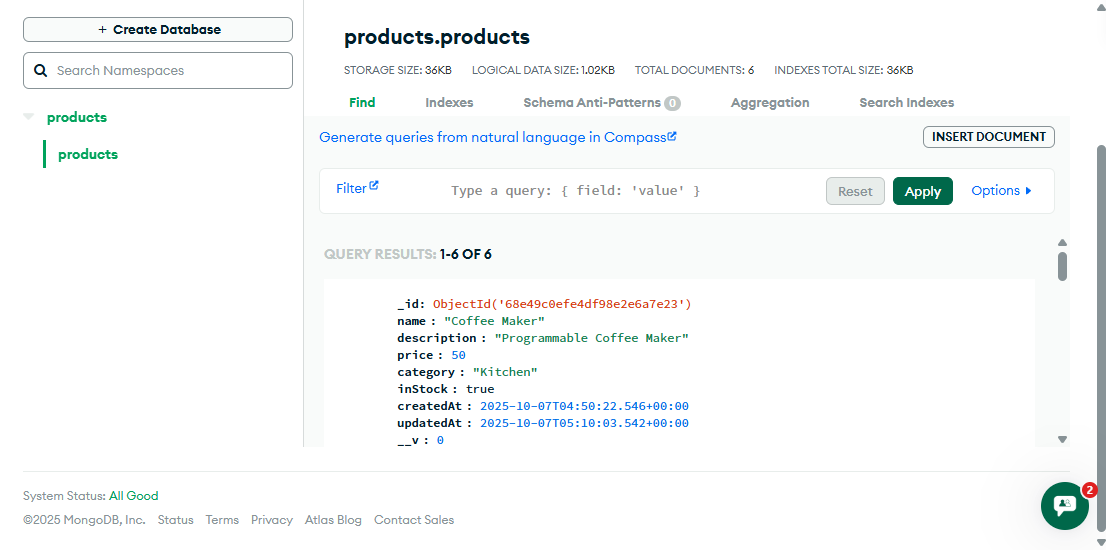 + Create Database
Search Namespaces
products
products
products.products
STORAGE SIZE: 36KB LOGICAL DATA SIZE: 1.02KB TOTAL DOCUMENTS: 6 INDEXES TOTAL SIZE: 36KB
Find Indexes Schema Anti-Patterns 0 Aggregation Search Indexes
Generate queries from natural language in Compass
INSERT DOCUMENT
Filter Type a query: { field: 'value' } Reset Apply Options
QUERY RESULTS: 1-6 OF 6
_id: ObjectId('68e49c0efe4df98e2e6a7e23')
name : "Coffee Maker"
description : "Programmable Coffee Maker"
price : 50
category : "Kitchen"
inStock : true
createdAt : 2025-10-07T04:50:22.546+00:00
updatedAt : 2025-10-07T05:10:03.542+00:00
__v : 0
System Status: All Good
©2025 MongoDB, Inc. Status Terms Privacy Atlas Blog Contact Sales
2